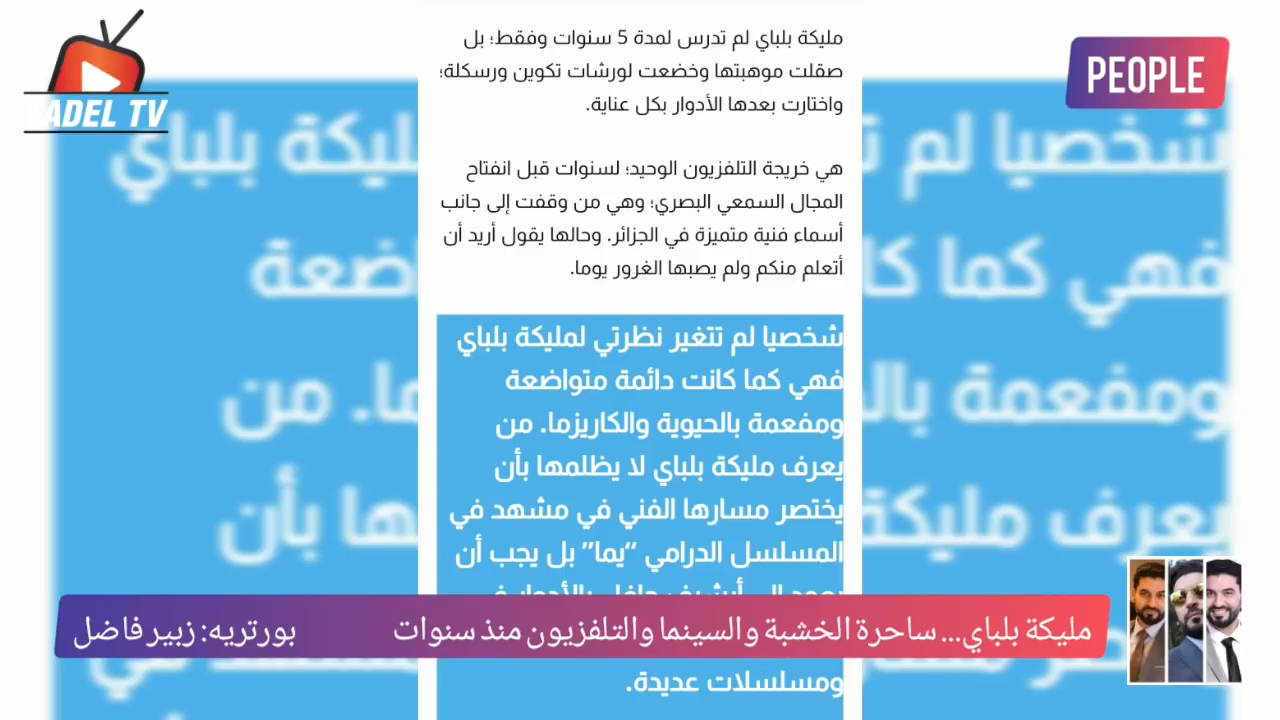 PEOPLE
مليكة بلباي لم تدرس لمدة 5 سنوات وفقط؛ بل
صقلت موهبتها وخضعت لورشات تكوين ورسكلة؛
واختارت بعدها الأدوار بكل عناية.
هي خريجة التلفزيون الوحيد؛ لسنوات قبل انفتاح
المجال السمعي البصري؛ وهي من وقفت إلى جانب
أسماء فنية متميزة في الجزائر. وحالها يقول أريد أن
أتعلم منكم ولم يصبها الغرور يوما.
شخصيا لم تتغير نظرتي لمليكة بلباي
فهي كما كانت دائمة متواضعة
ومفعمة بالحيوية والكاريزما. من
يعرف مليكة بلباي لا يظلمها بأن
يختصر مسارها الفني في مشهد في
المسلسل الدرامي “يما” بل يجب أن
ومسلسلات عديدة.
مليكة بلباي... ساحرة الخشبة والسينما والتلفزيون منذ سنوات
بورتريه: زبير فاضل
ADEL TV